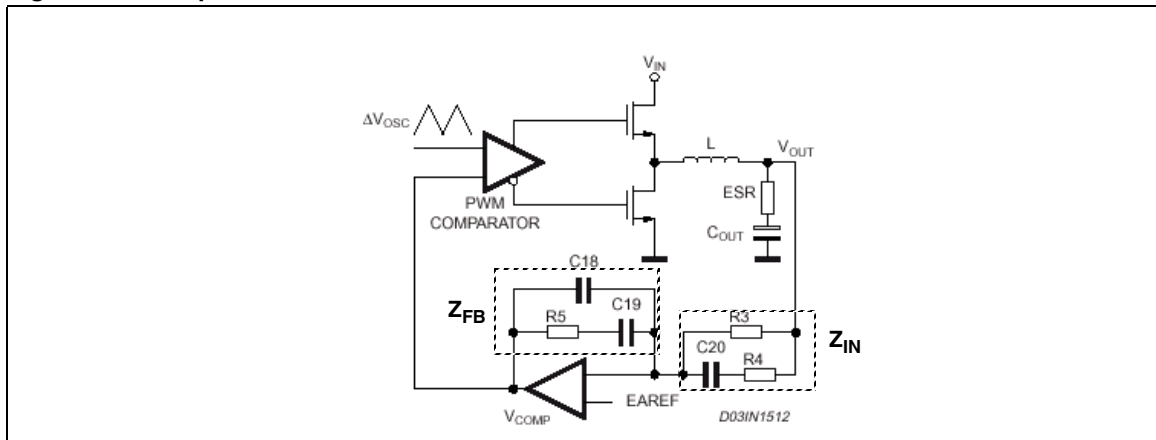 V_IN
ΔV_OSC
L
V_OUT
ESR
PWM
COMPARATOR
C_OUT
C18
Z_FB
C19
R5
R3
Z_IN
C20
R4
EAREF
V_COMP
D03IN1512